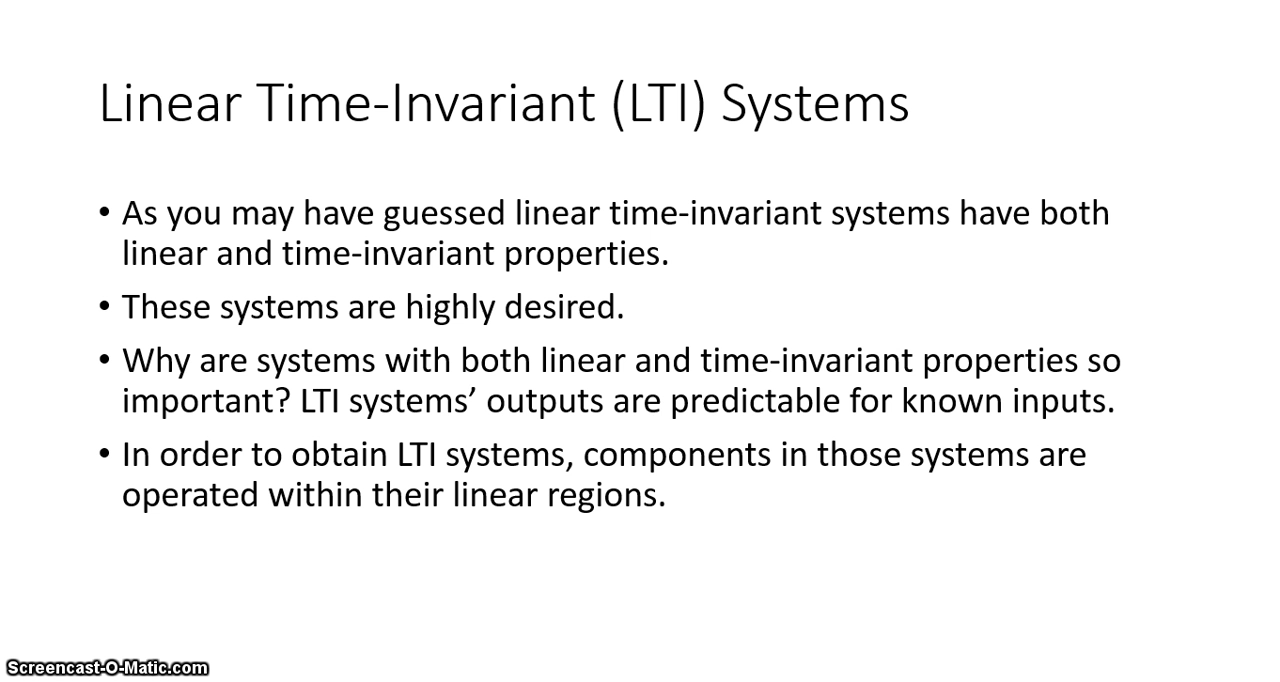 Linear Time-Invariant (LTI) Systems
• As you may have guessed linear time-invariant systems have both
linear and time-invariant properties.
• These systems are highly desired.
• Why are systems with both linear and time-invariant properties so
important? LTI systems’ outputs are predictable for known inputs.
• In order to obtain LTI systems, components in those systems are
operated within their linear regions.
Screencast-O-Matic.com